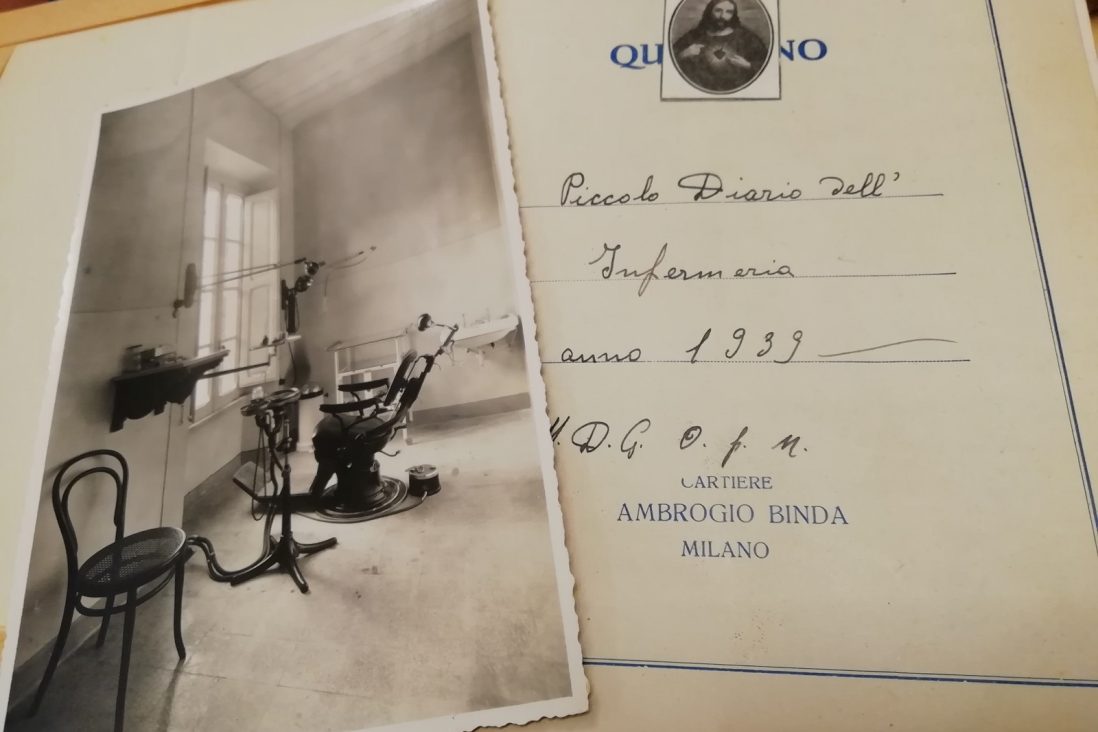 QU NO
Piccolo Diario dell'
Infermeria
anno 1939
D. G. O. p. n.
CARTIERE
AMBROGIO BINDA
MILANO